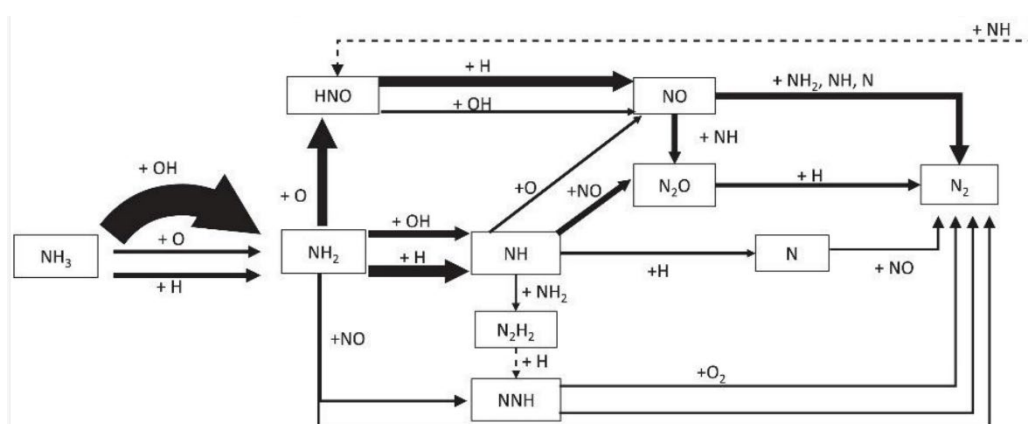 + NH
+ H
HNO
+ OH
NO
+ NH₂, NH, N
+ NH
+ OH
+ O
+O
+NO
N₂O
+ H
N₂
+ O
+ OH
NH₃
NH₂
NH
N
+ H
+ H
+H
+ NO
+ NH₂
+NO
N₂H₂
+ H
+O₂
NNH